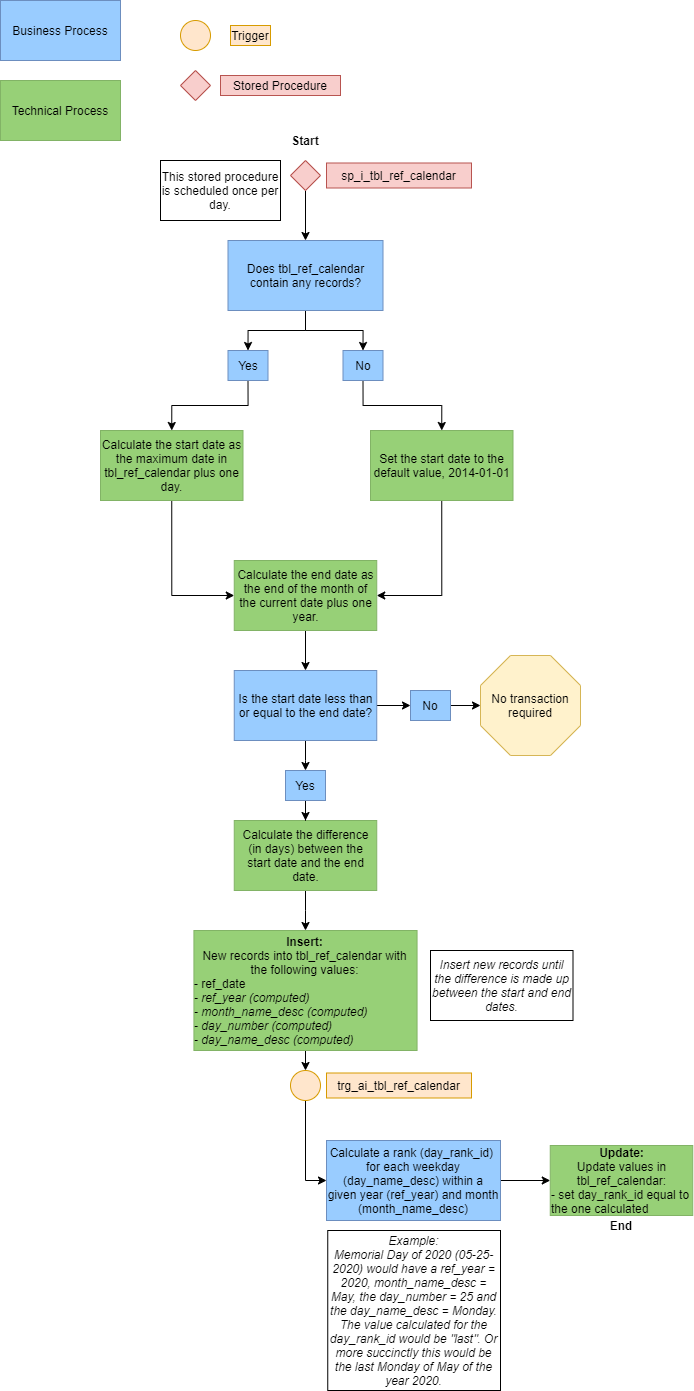 Business Process
Trigger
Stored Procedure
Technical Process
Start
This stored procedure
is scheduled once per
day.
sp_i_tbl_ref_calendar
Does tbl_ref_calendar
contain any records?
Yes
No
Calculate the start date as
the maximum date in
tbl_ref_calendar plus one
day.
Set the start date to the
default value, 2014-01-01
Calculate the end date as
the end of the month of
the current date plus one
year.
Is the start date less than
or equal to the end date?
No
No transaction
required
Yes
Calculate the difference
(in days) between the
start date and the end
date.
Insert:
New records into tbl_ref_calendar with
the following values:
- ref_date
- ref_year (computed)
- month_name_desc (computed)
- day_number (computed)
- day_name_desc (computed)
Insert new records until
the difference is made up
between the start and end
dates.
trg_ai_tbl_ref_calendar
Calculate a rank (day_rank_id)
for each weekday
(day_name_desc) within a
given year (ref_year) and month
(month_name_desc)
Update:
Update values in
tbl_ref_calendar:
- set day_rank_id equal to
the one calculated
End
Example:
Memorial Day of 2020 (05-25-
2020) would have a ref_year =
2020, month_name_desc =
May, the day_number = 25 and
the day_name_desc = Monday.
The value calculated for the
day_rank_id would be "last". Or
more succinctly this would be
the last Monday of May of the
year 2020.